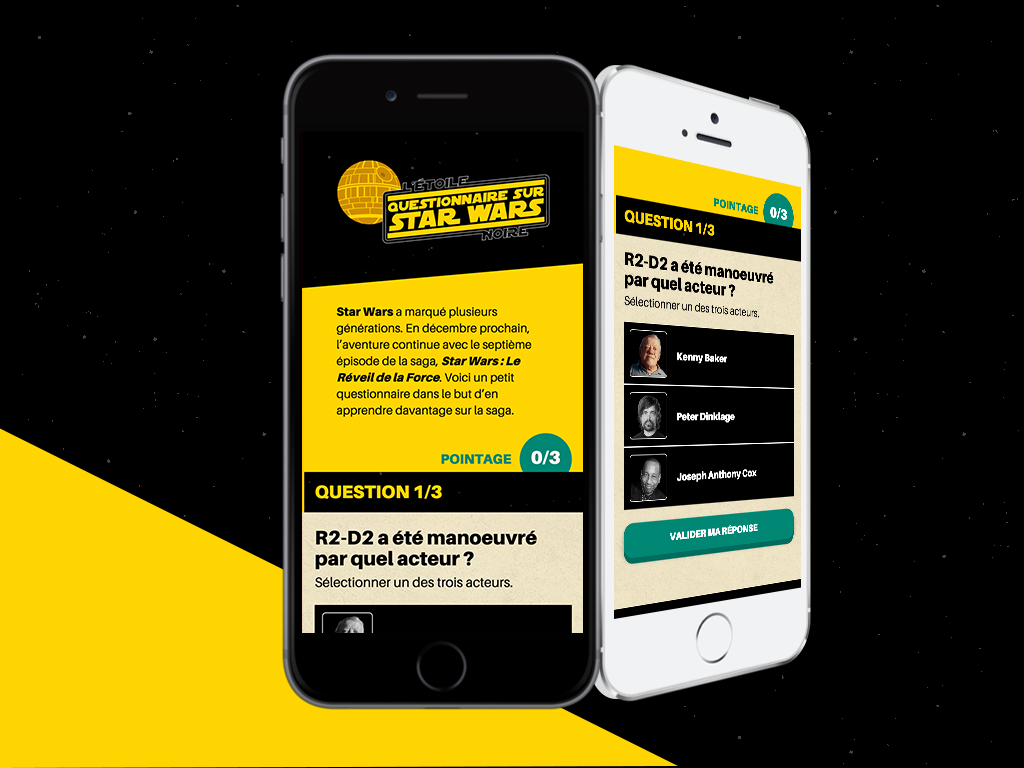 L'ÉTOILE
QUESTIONNAIRE SUR
STAR WARS
NOIRE
Star Wars a marqué plusieurs
générations. En décembre prochain,
l'aventure continue avec le septième
épisode de la saga, Star Wars : Le
Réveil de la Force. Voici un petit
questionnaire dans le but d'en
apprendre davantage sur la saga.
POINTAGE 0/3
QUESTION 1/3
R2-D2 a été manoeuvré
par quel acteur ?
Sélectionner un des trois acteurs.
POINTAGE 0/3
QUESTION 1/3
R2-D2 a été manoeuvré
par quel acteur ?
Sélectionner un des trois acteurs.
Kenny Baker
Peter Dinklage
Joseph Anthony Cox
VALIDER MA RÉPONSE